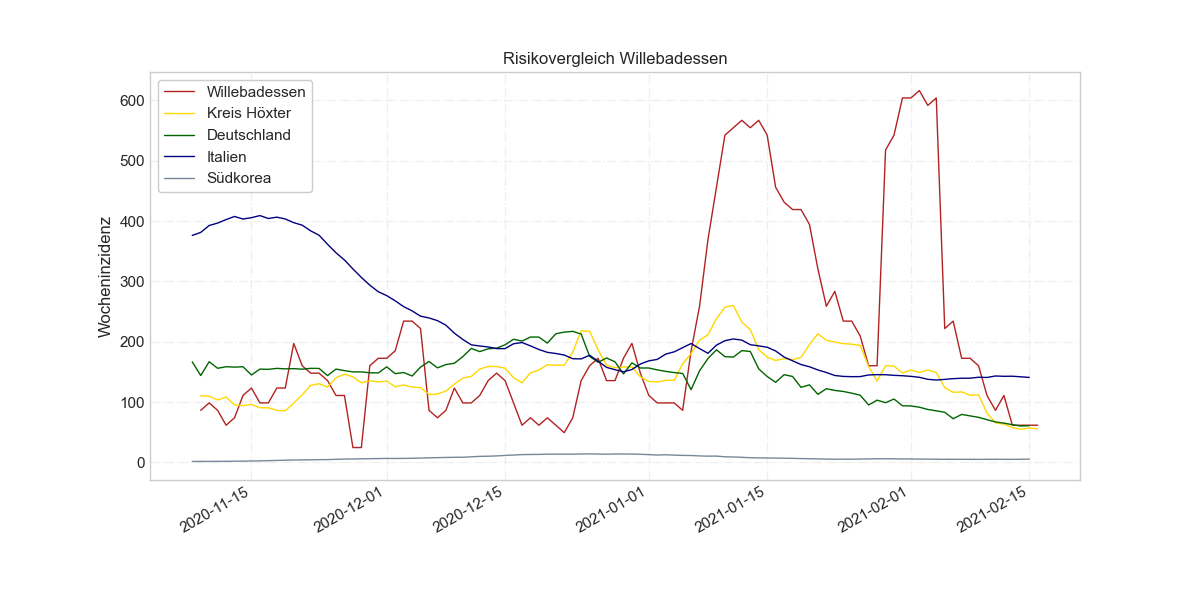 Risikovergleich Willebadessen
Willebadessen
Kreis Höxter
Deutschland
Italien
Südkorea
Wocheninzidenz
600
500
400
300
200
100
0
2020-11-15
2020-12-01
2020-12-15
2021-01-01
2021-01-15
2021-02-01
2021-02-15